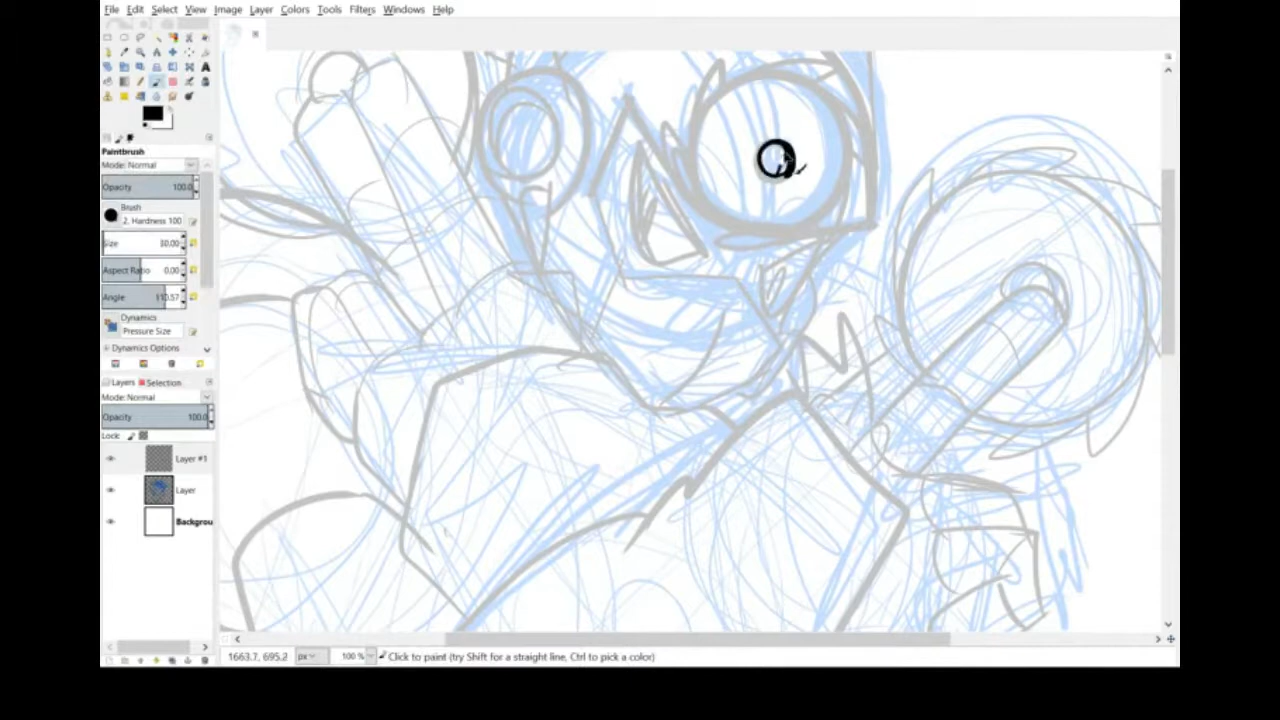 File Edit Select View Image Layer Colors Tools Filters Windows Help
Paintbrush
Mode: Normal
Opacity 100.0
Brush
2. Hardness 100
Size 30.00
Aspect Ratio 0.00
Angle 110.57
Dynamics
Pressure Size
Dynamics Options
Layers Selection
Mode: Normal
Opacity 100.0
Lock:
Layer #1
Layer
Backgrou
1663.7, 695.2 px 100 % Click to paint (try Shift for a straight line, Ctrl to pick a color)